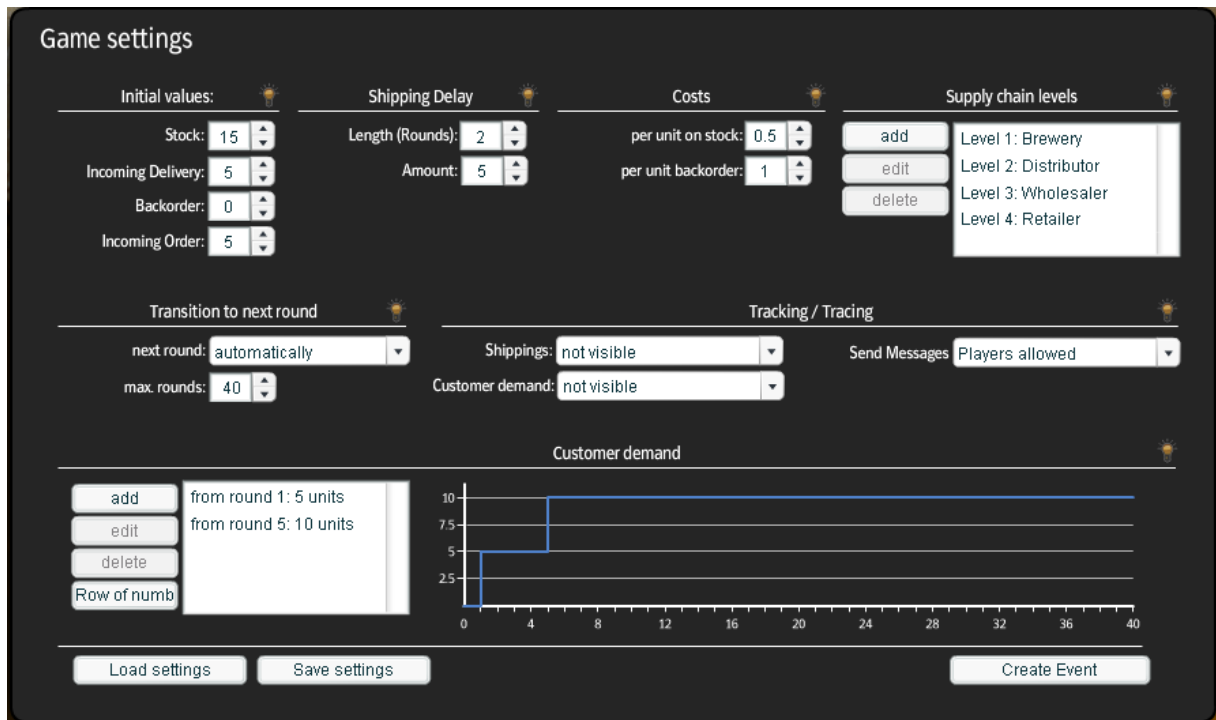 Game settings
Initial values:
Stock: 15
Incoming Delivery: 5
Backorder: 0
Incoming Order: 5
Shipping Delay
Length (Rounds): 2
Amount: 5
Costs
per unit on stock: 0.5
per unit backorder: 1
Supply chain levels
add
edit
delete
Level 1: Brewery
Level 2: Distributor
Level 3: Wholesaler
Level 4: Retailer
Transition to next round
next round: automatically
max. rounds: 40
Tracking / Tracing
Shippings: not visible
Customer demand: not visible
Send Messages Players allowed
Customer demand
add
edit
delete
Row of numb
from round 1: 5 units
from round 5: 10 units
10
7.5
5
2.5
0 4 8 12 16 20 24 28 32 36 40
Load settings
Save settings
Create Event